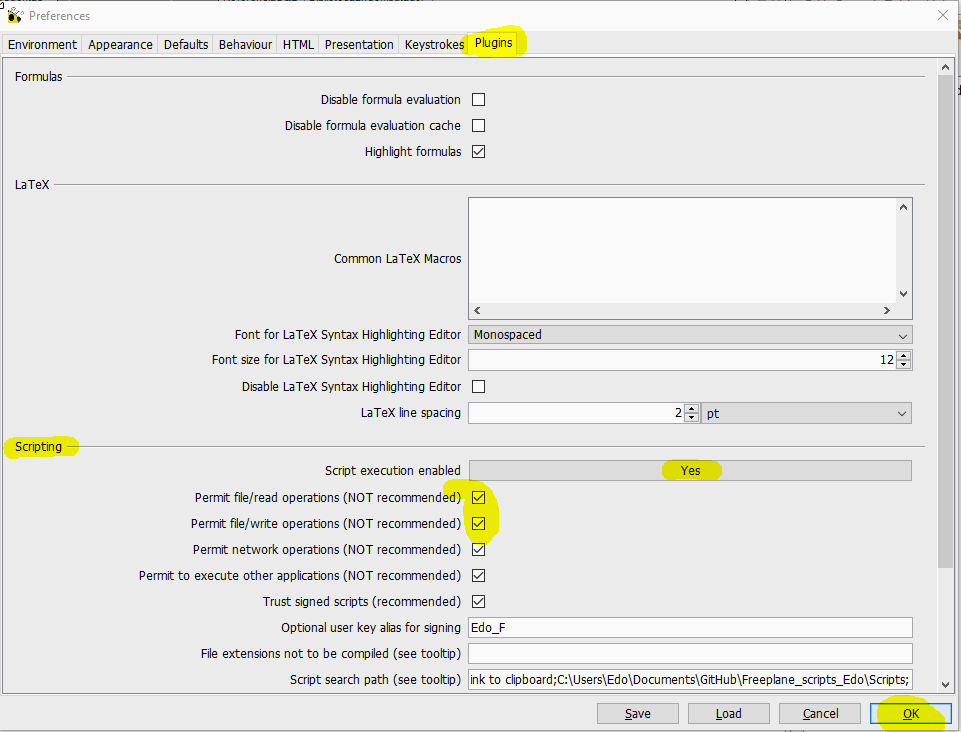 Preferences
Environment Appearance Defaults Behaviour HTML Presentation Keystrokes Plugins
Formulas
Disable formula evaluation
Disable formula evaluation cache
Highlight formulas
LaTeX
Common LaTeX Macros
Font for LaTeX Syntax Highlighting Editor Monospaced
Font size for LaTeX Syntax Highlighting Editor 12
Disable LaTeX Syntax Highlighting Editor
LaTeX line spacing 2 pt
Scripting
Script execution enabled Yes
Permit file/read operations (NOT recommended)
Permit file/write operations (NOT recommended)
Permit network operations (NOT recommended)
Permit to execute other applications (NOT recommended)
Trust signed scripts (recommended)
Optional user key alias for signing Edo_F
File extensions not to be compiled (see tooltip)
Script search path (see tooltip) ink to clipboard;C:\Users\Edo\Documents\GitHub\Freeplane_scripts_Edo\Scripts;
Save Load Cancel OK